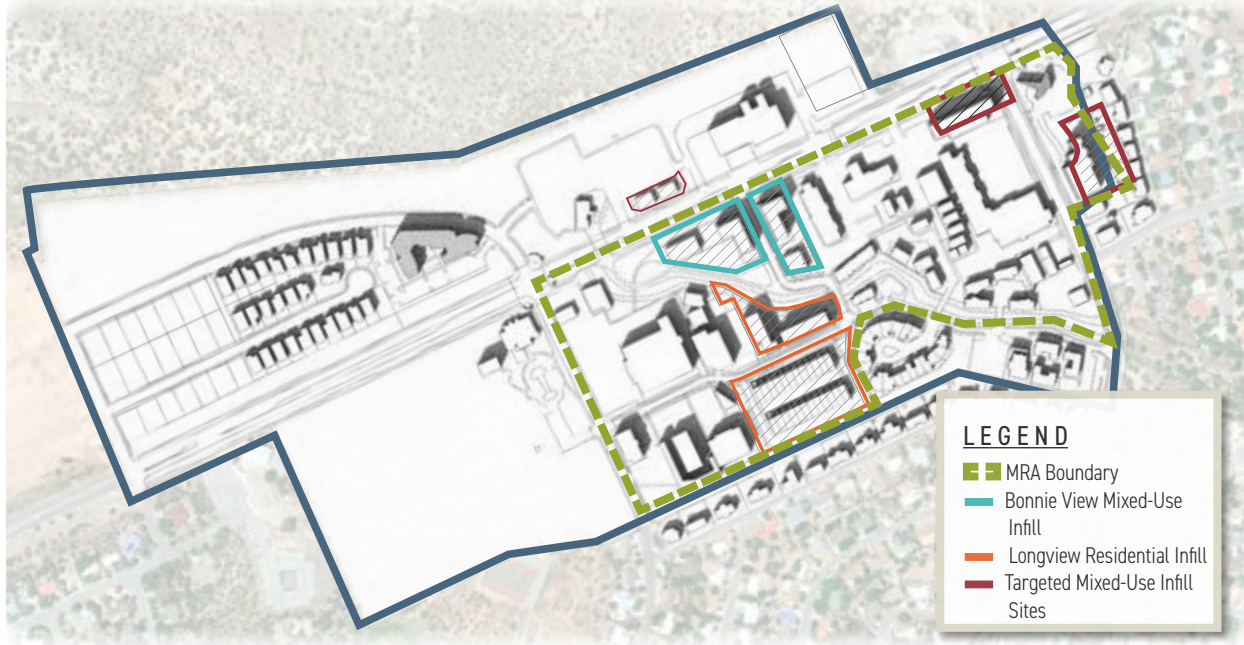 LEGEND
MRA Boundary
Bonnie View Mixed-Use
Infill
Longview Residential Infill
Targeted Mixed-Use Infill
Sites